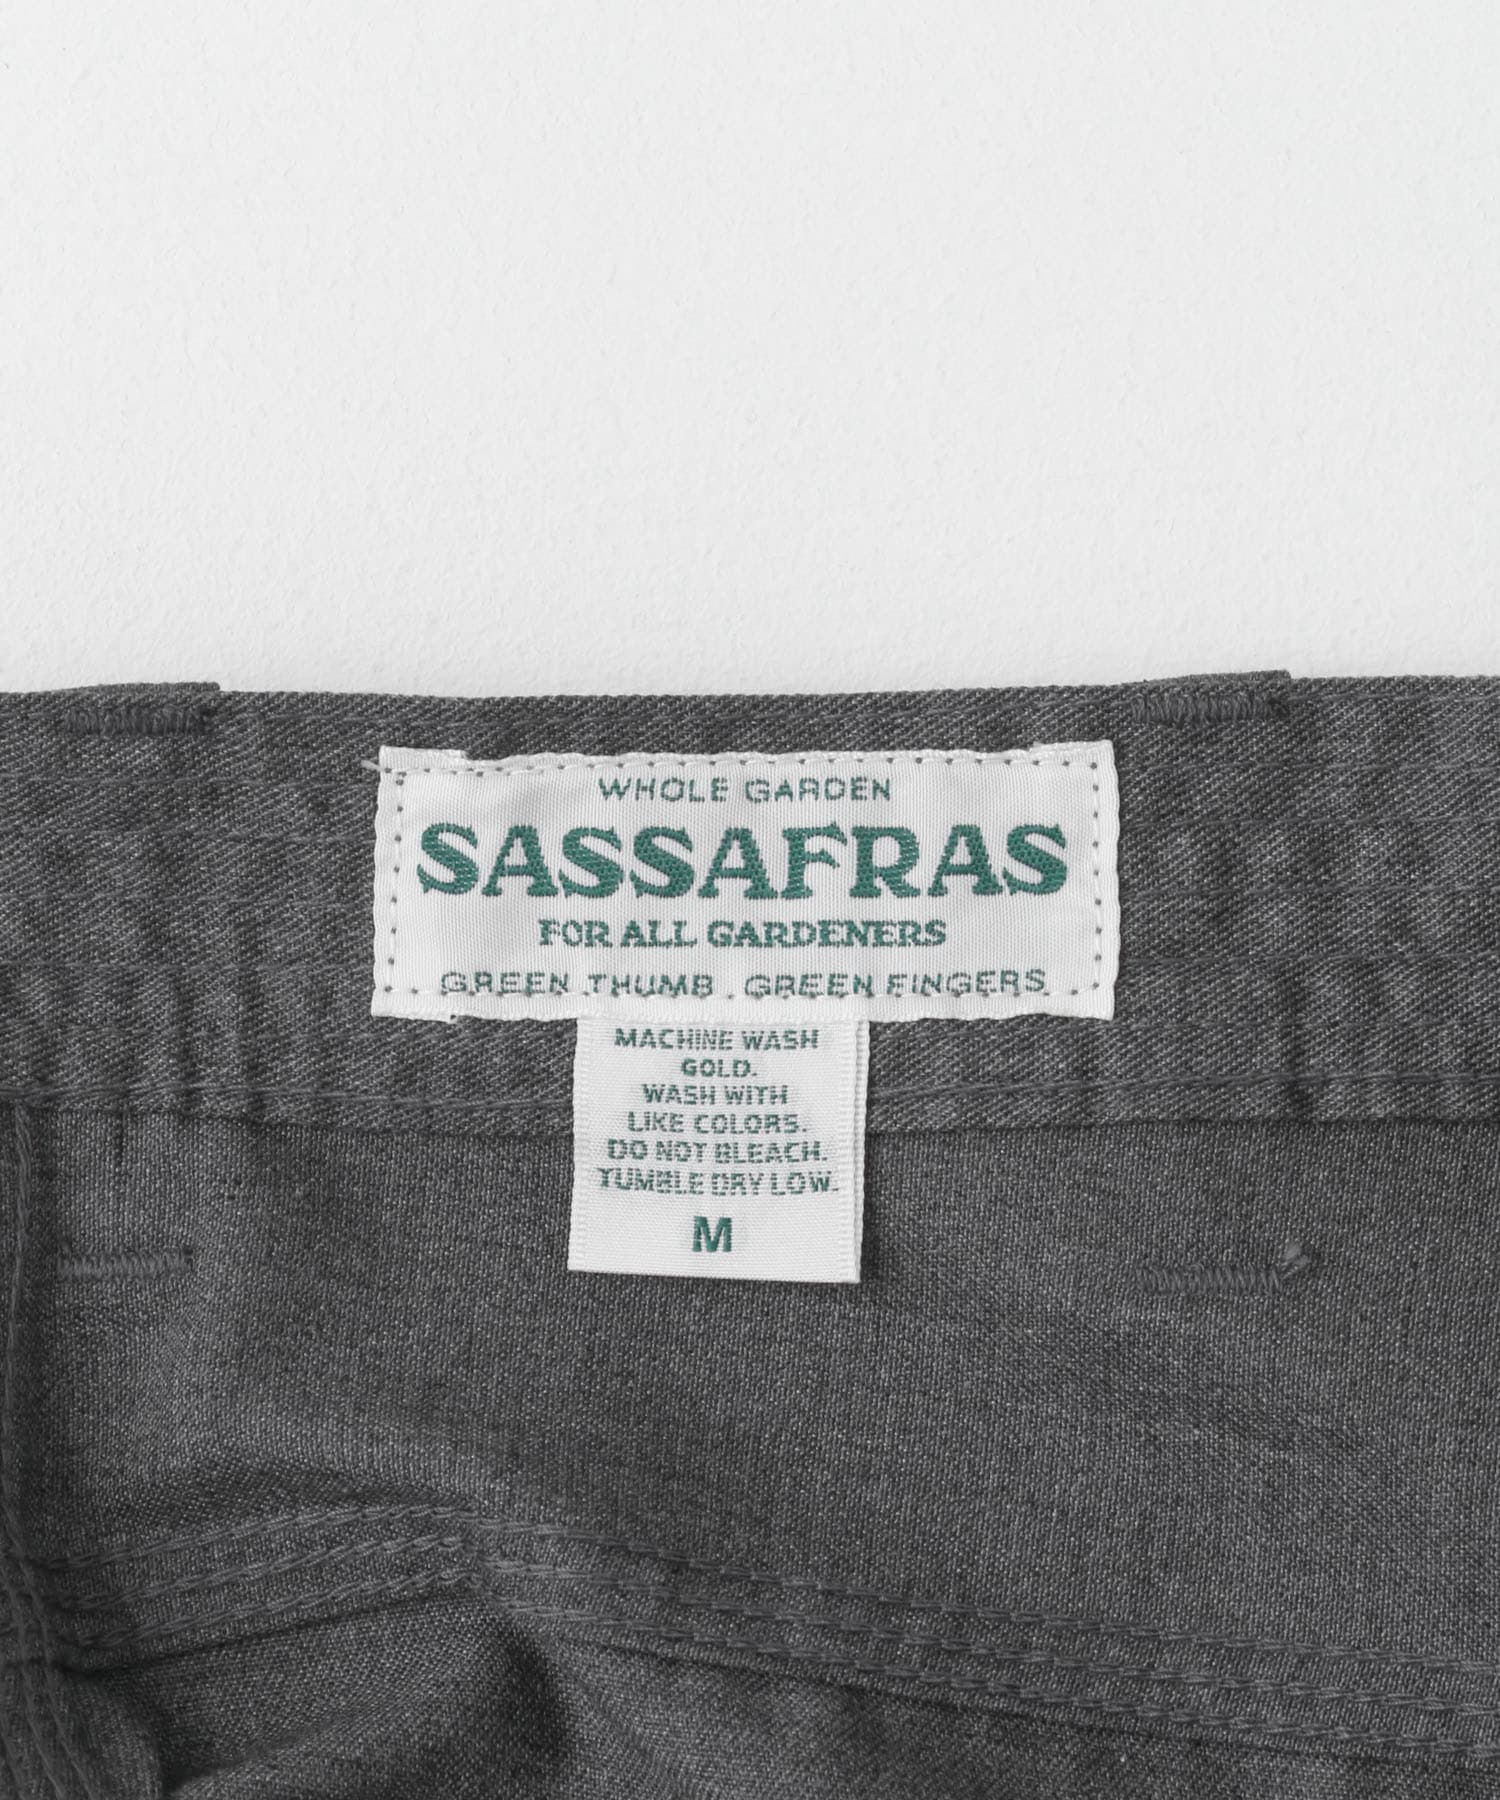 WHOLE GARDEN
SASSAFRAS
FOR ALL GARDENERS
GREEN THUMB GREEN FINGERS
MACHINE WASH
GOLD.
WASH WITH
LIKE COLORS.
DO NOT BLEACH.
TUMBLE DRY LOW.
M